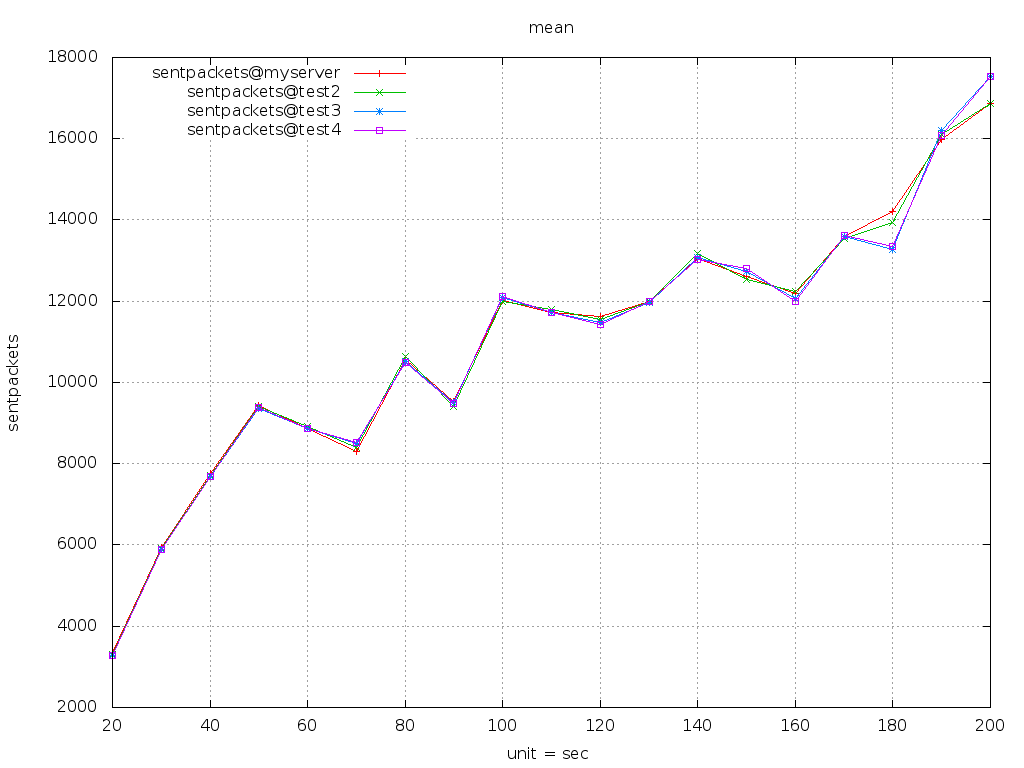 mean
18000
16000
14000
12000
10000
8000
6000
4000
2000
sentpackets
sentpackets@myserver
sentpackets@test2
sentpackets@test3
sentpackets@test4
20 40 60 80 100 120 140 160 180 200
unit = sec